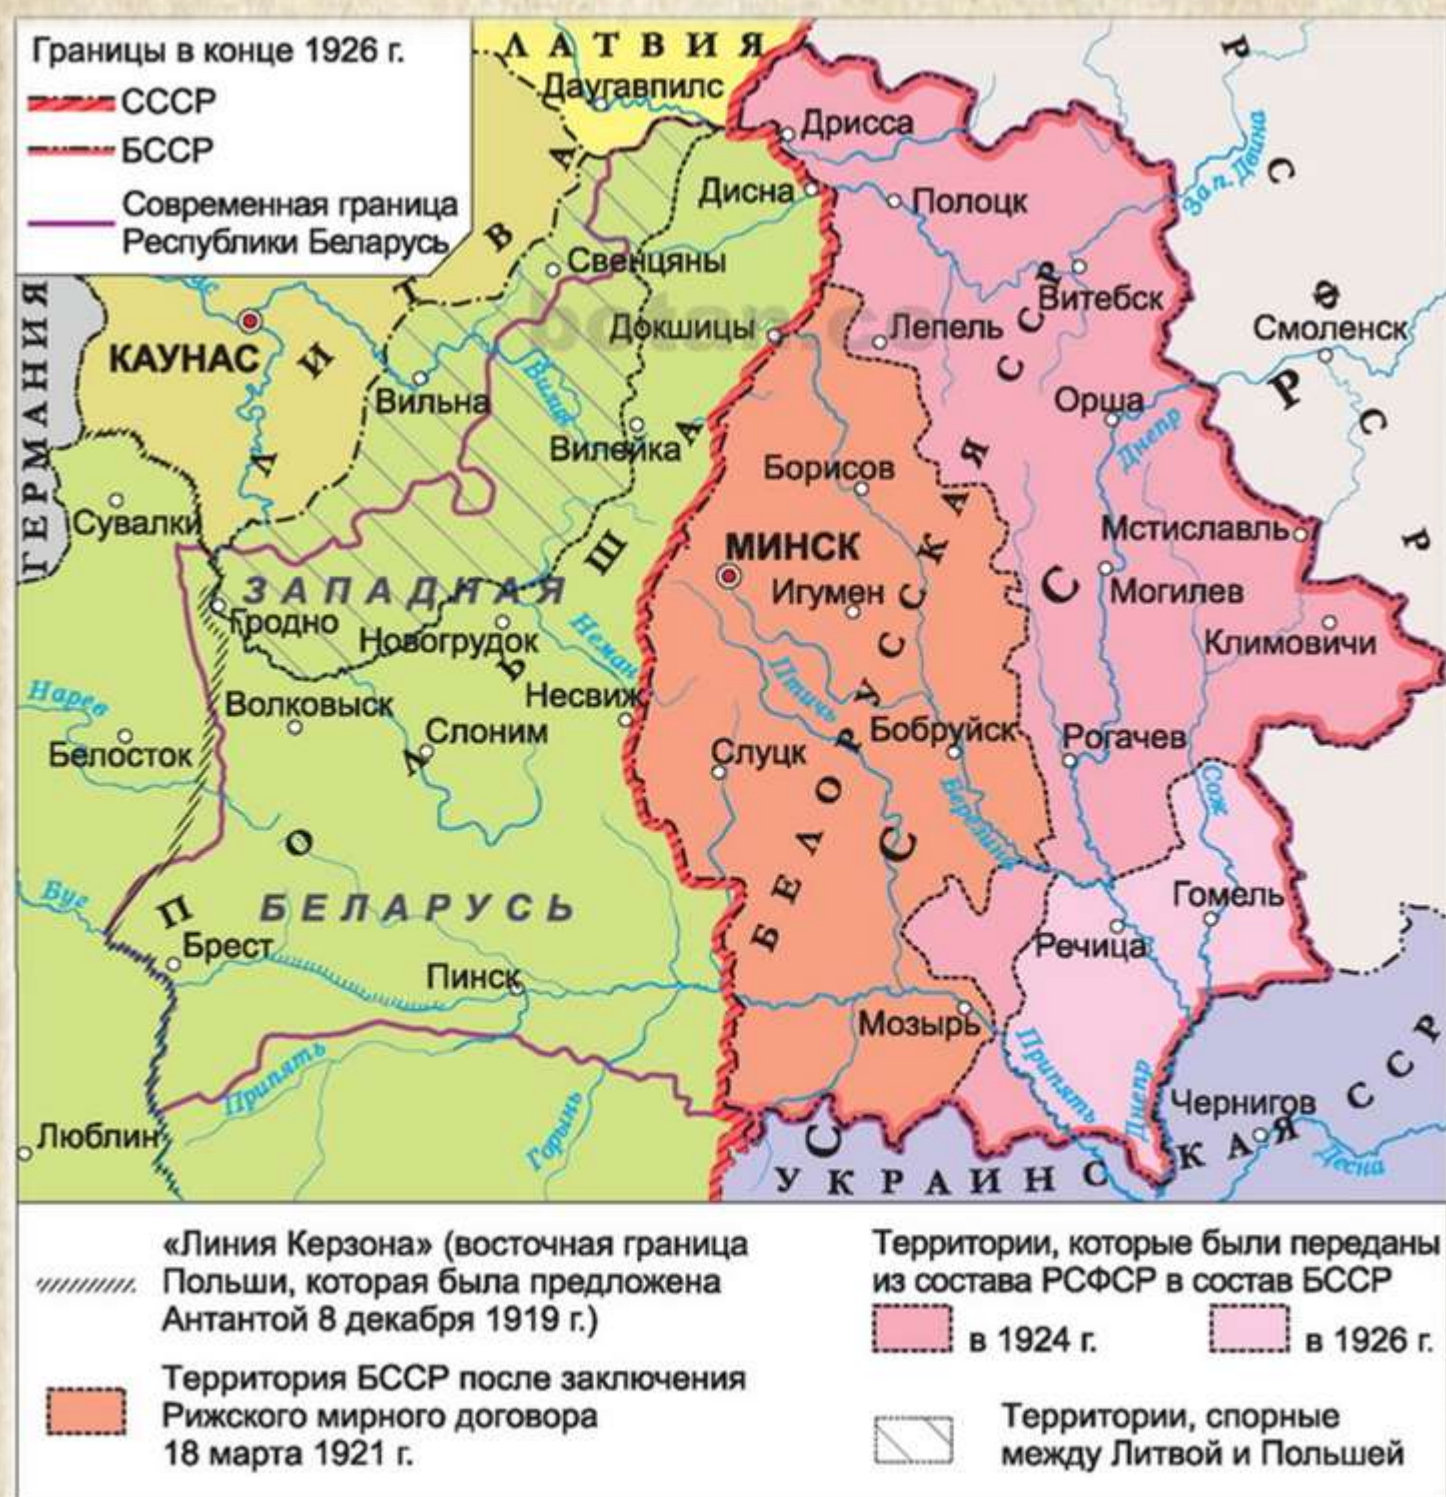 Границы в конце 1926 г.
СССР
БССР
Современная граница
Республики Беларусь
ЛАТВИЯ
Даугавпилс
Дрисса
Дисна
Полоцк
Зап. Двина
РСФСР
ЛИТВА
Свенцяны
Витебск
ГЕРМАНИЯ
КАУНАС
Докшицы
Лепель
Смоленск
Вильна
Вилия
Орша
Днепр
Вилейка
Борисов
Сувалки
МИНСК
Мстиславль
ЗАПАДНАЯ
Игумен
Могилев
Гродно
Новогрудок
Неман
Климовичи
Птичь
Нарев
Волковыск
Несвиж
Слоним
Белосток
Слуцк
Бобруйск
Рогачев
Сож
Березина
ПОЛЬША
БЕЛОРУССКАЯ ССР
СССР
Буг
БЕЛАРУСЬ
Гомель
Брест
Речица
Пинск
Мозырь
Припять
Припять
Днепр
Горынь
Чернигов
Люблин
Десна
УКРАИНСКАЯ ССР
botan.cc
«Линия Керзона» (восточная граница
Польши, которая была предложена
Антантой 8 декабря 1919 г.)
Территория БССР после заключения
Рижского мирного договора
18 марта 1921 г.
Территории, которые были переданы
из состава РСФСР в состав БССР
в 1924 г.
в 1926 г.
Территории, спорные
между Литвой и Польшей